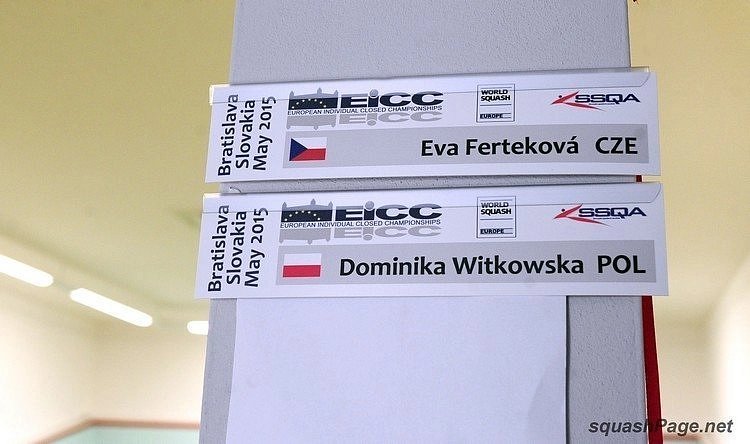 Bratislava
Slovakia
May 2015
EiCC
EUROPEAN INDIVIDUAL CLOSED CHAMPIONSHIPS
WORLD
SQUASH
EUROPE
SSQA
Eva Ferteková CZE
Bratislava
Slovakia
May 2015
EiCC
EUROPEAN INDIVIDUAL CLOSED CHAMPIONSHIPS
WORLD
SQUASH
EUROPE
SSQA
Dominika Witkowska POL
squashPage.net